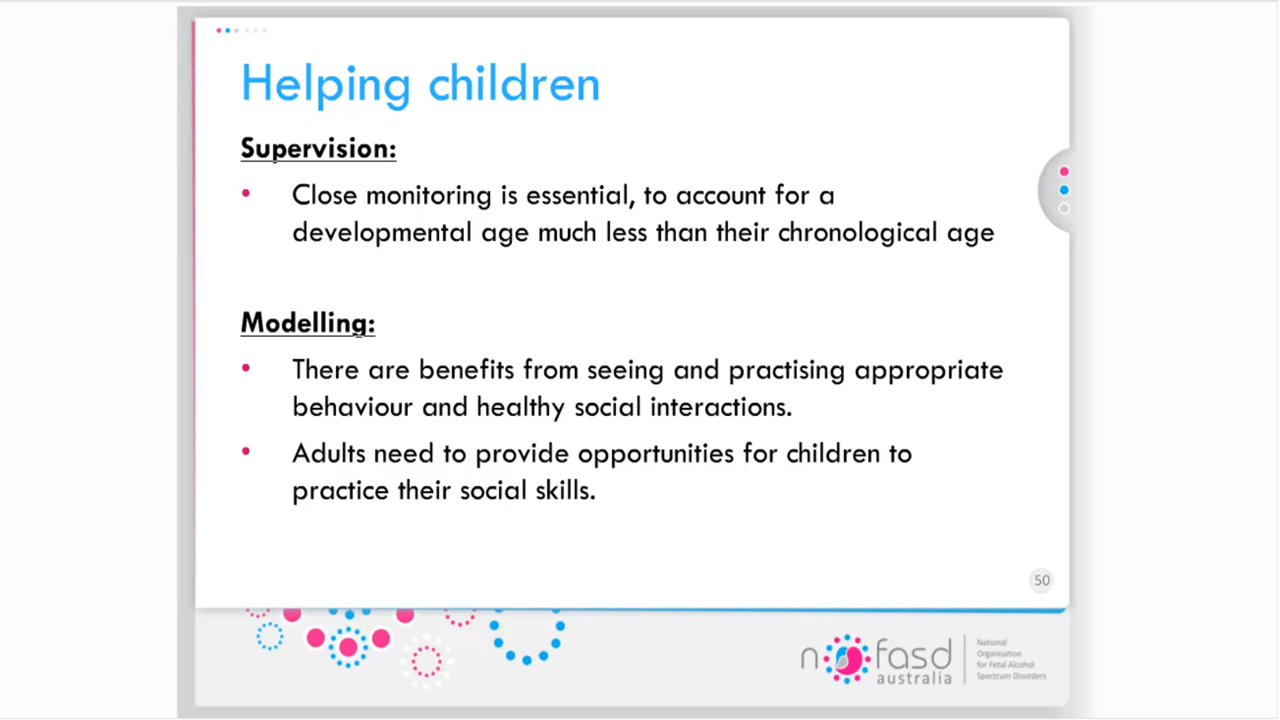 Helping children
Supervision:
• Close monitoring is essential, to account for a
developmental age much less than their chronological age
Modelling:
• There are benefits from seeing and practising appropriate
behaviour and healthy social interactions.
• Adults need to provide opportunities for children to
practice their social skills.
50
nofasd
australia
National
Organisation
for Fetal Alcohol
Spectrum Disorders